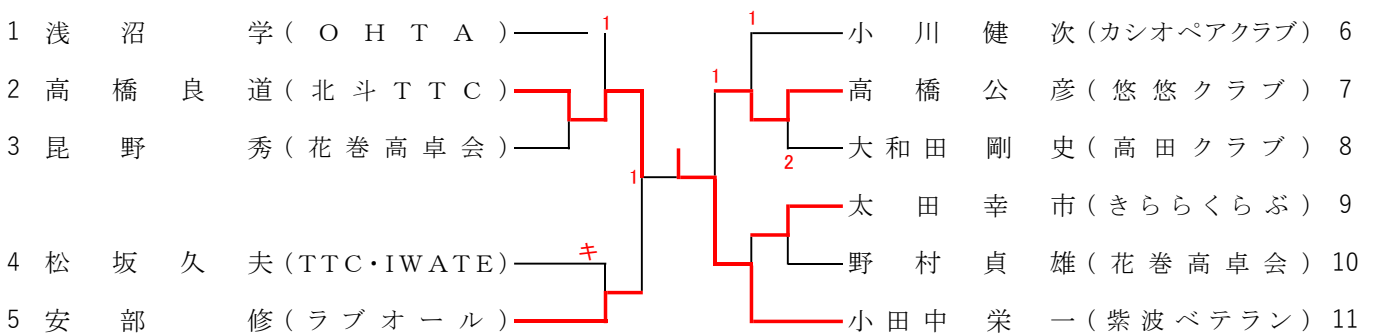 1 浅沼 学(OHTA)
2 高橋良道(北斗TTC)
3 昆野 秀(花巻高卓会)
4 松坂久夫(TTC・IWATE)
5 安部 修(ラブオール)
1
1
キ
1
1
2
小川健次(カシオペアクラブ) 6
高橋公彦(悠悠クラブ) 7
大和田剛史(高田クラブ) 8
太田幸市(きららくらぶ) 9
野村貞雄(花巻高卓会) 10
小田中栄一(紫波ベテラン) 11